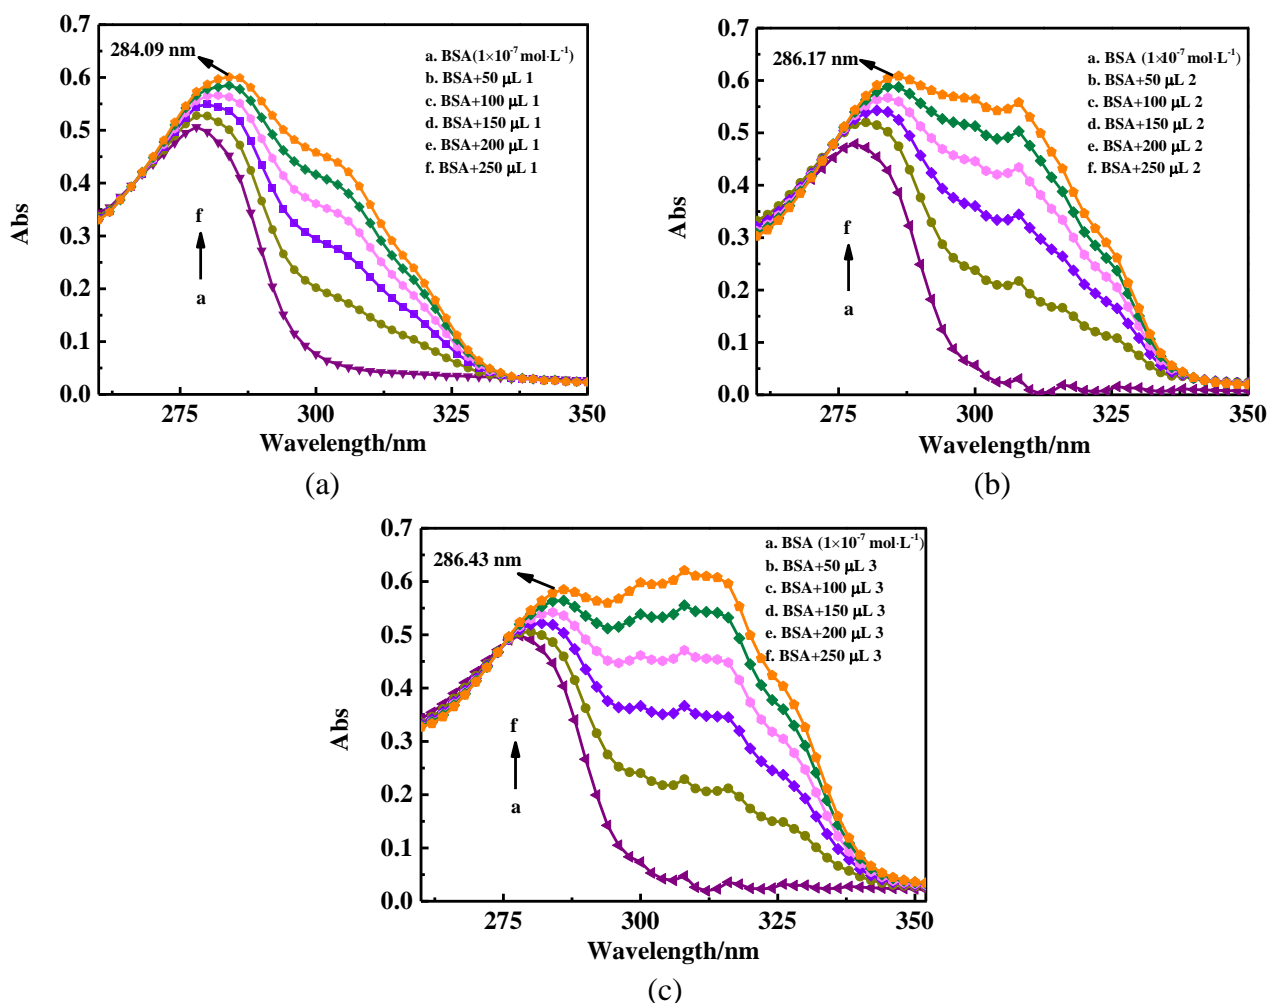 0.7
0.6
0.5
0.4
0.3
0.2
0.1
0.0
Abs
284.09 nm
a. BSA(1×10⁻⁷ mol·L⁻¹)
b. BSA+50 μL 1
c. BSA+100 μL 1
d. BSA+150 μL 1
e. BSA+200 μL 1
f. BSA+250 μL 1
f
a
275 300 325 350
Wavelength/nm
(a)
0.7
0.6
0.5
0.4
0.3
0.2
0.1
0.0
Abs
286.17 nm
a. BSA (1×10⁻⁷ mol·L⁻¹)
b. BSA+50 μL 2
c. BSA+100 μL 2
d. BSA+150 μL 2
e. BSA+200 μL 2
f. BSA+250 μL 2
f
a
275 300 325 350
Wavelength/nm
(b)
0.7
0.6
0.5
0.4
0.3
0.2
0.1
0.0
Abs
286.43 nm
a. BSA (1×10⁻⁷ mol·L⁻¹)
b. BSA+50 μL 3
c. BSA+100 μL 3
d. BSA+150 μL 3
e. BSA+200 μL 3
f. BSA+250 μL 3
f
a
275 300 325 350
Wavelength/nm
(c)